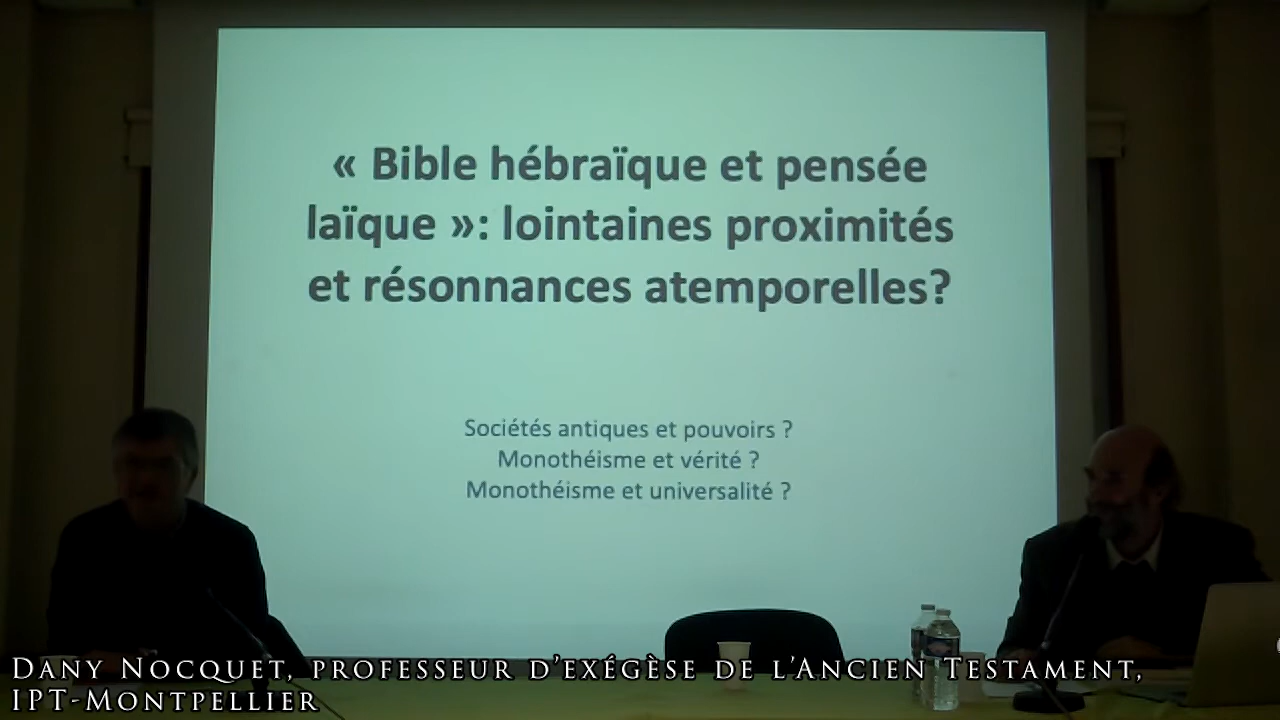 « Bible hébraïque et pensée
laïque »: lointaines proximités
et résonnances atemporelles?
Sociétés antiques et pouvoirs ?
Monothéisme et vérité ?
Monothéisme et universalité ?
Dany Nocquet, professeur d'exégèse de l'Ancien Testament,
IPT-Montpellier